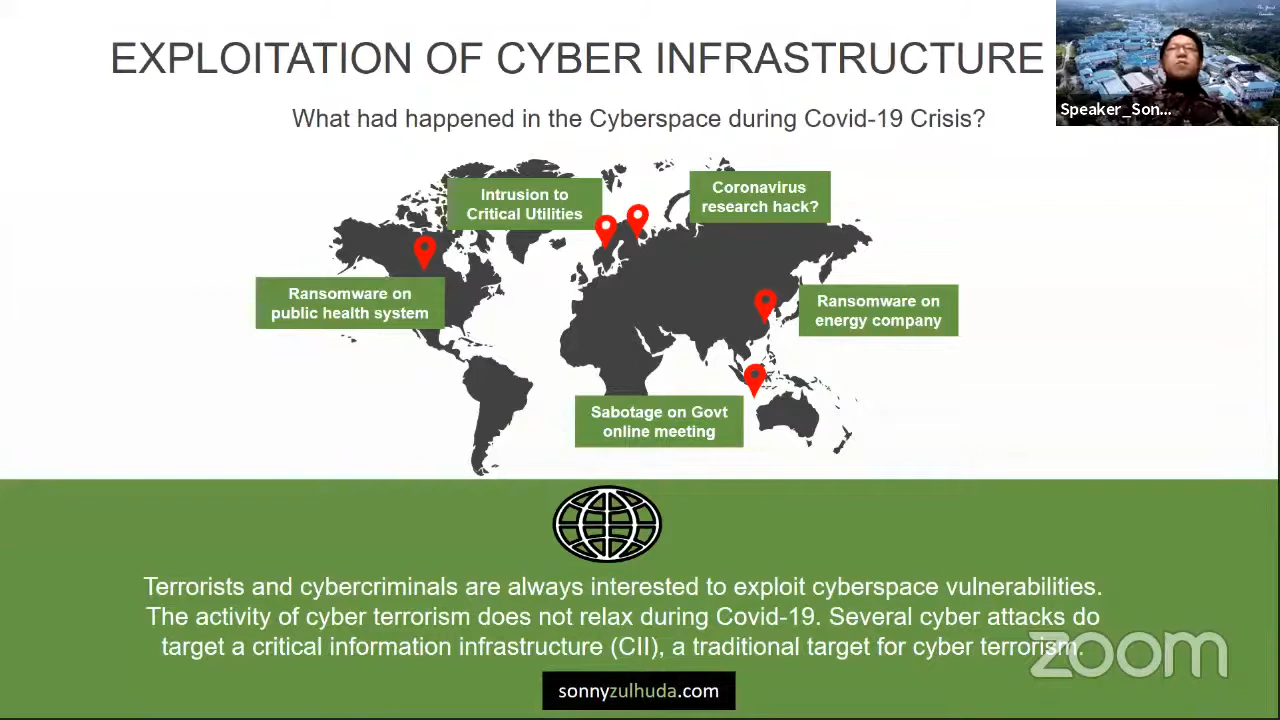 EXPLOITATION OF CYBER INFRASTRUCTURE
Speaker_Son...
What had happened in the Cyberspace during Covid-19 Crisis?
Intrusion to
Critical Utilities
Coronavirus
research hack?
Ransomware on
public health system
Ransomware on
energy company
Sabotage on Govt
online meeting
Terrorists and cybercriminals are always interested to exploit cyberspace vulnerabilities.
The activity of cyber terrorism does not relax during Covid-19. Several cyber attacks do
target a critical information infrastructure (CII), a traditional target for cyber terrorism.
zoom
sonnyzulhuda.com